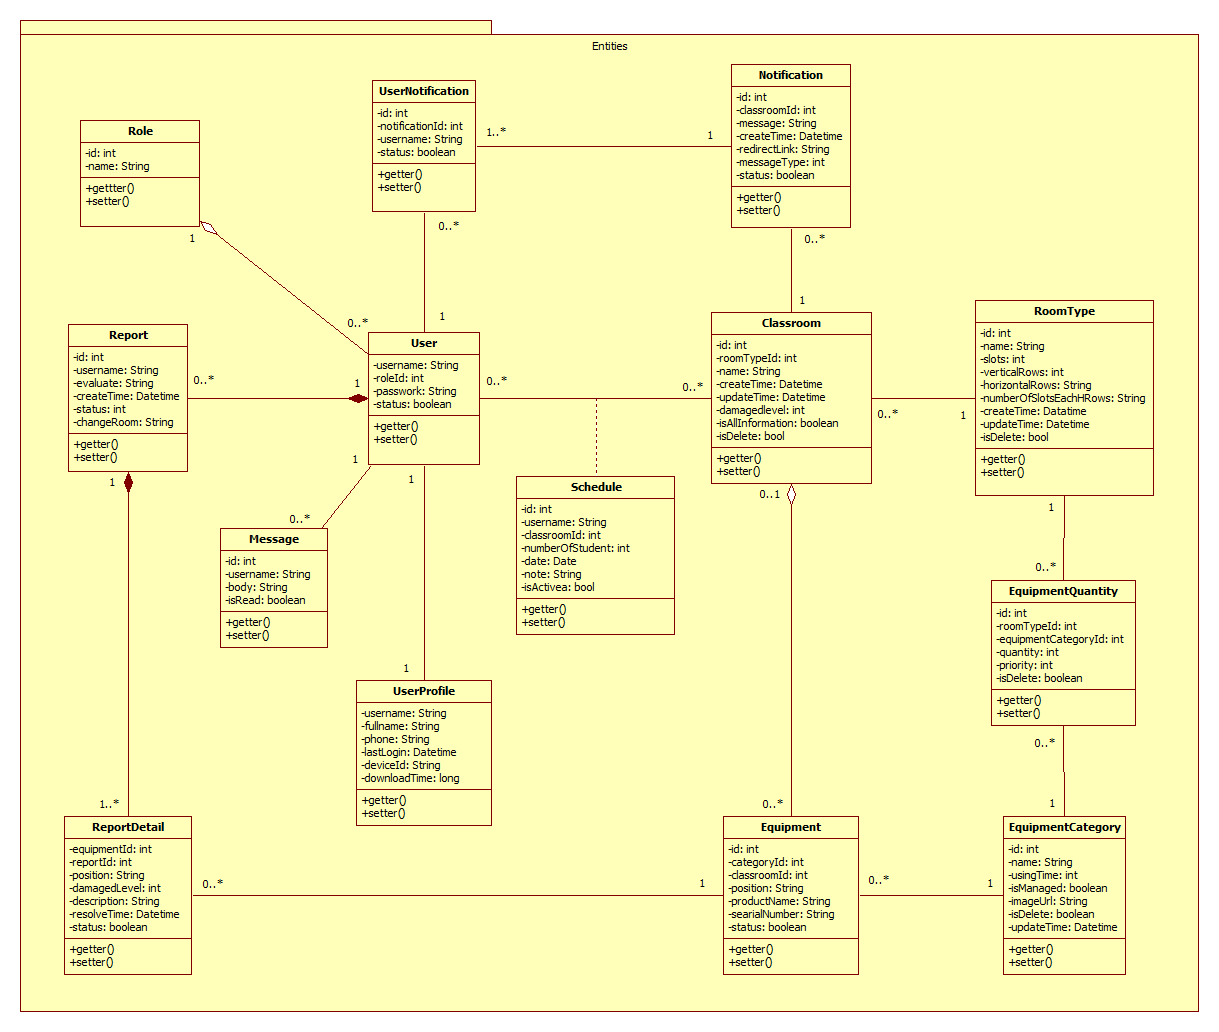 Entities
UserNotification
-id: int
-notificationId: int
-username: String
-status: boolean
+getter()
+setter()
1..*
1
0..*
1
Notification
-id: int
-classroomId: int
-message: String
-createTime: Datetime
-redirectLink: String
-messageType: int
-status: boolean
+getter()
+setter()
0..*
1
Role
-id: int
-name: String
+gettter()
+setter()
1
0..*
Report
-id: int
-username: String
-evaluate: String
-createTime: Datetime
-status: int
-changeRoom: String
+getter()
+setter()
0..*
1
1
1..*
User
-username: String
-roleId: int
-passwork: String
-status: boolean
+getter()
+setter()
0..*
0..*
1
0..*
1
1
Classroom
-id: int
-roomTypeId: int
-name: String
-createTime: Datetime
-updateTime: Datetime
-damagedlevel: int
-isAllInformation: boolean
-isDelete: bool
+getter()
+setter()
0..*
1
0..1
0..*
RoomType
-id: int
-name: String
-slots: int
-verticalRows: int
-horizontalRows: String
-numberOfSlotsEachHRows: String
-createTime: Datatime
-updateTime: Datetime
-isDelete: bool
+getter()
+setter()
1
0..*
Message
-id: int
-username: String
-body: String
-isRead: boolean
+getter()
+setter()
Schedule
-id: int
-username: String
-classroomId: int
-numberOfStudent: int
-date: Date
-note: String
-isActivea: bool
+getter()
+setter()
EquipmentQuantity
-id: int
-roomTypeId: int
-equipmentCategoryId: int
-quantity: int
-priority: int
-isDelete: boolean
+getter()
+setter()
0..*
1
UserProfile
-username: String
-fullname: String
-phone: String
-lastLogin: Datetime
-deviceId: String
-downloadTime: long
+getter()
+setter()
ReportDetail
-equipmentId: int
-reportId: int
-position: String
-damagedLevel: int
-description: String
-resolveTime: Datetime
-status: boolean
+getter()
+setter()
0..*
1
Equipment
-id: int
-categoryId: int
-classroomId: int
-position: String
-productName: String
-searialNumber: String
-status: boolean
+getter()
+setter()
0..*
1
EquipmentCategory
-id: int
-name: String
-usingTime: int
-isManaged: boolean
-imageUrl: String
-isDelete: boolean
-updateTime: Datetime
+getter()
+setter()